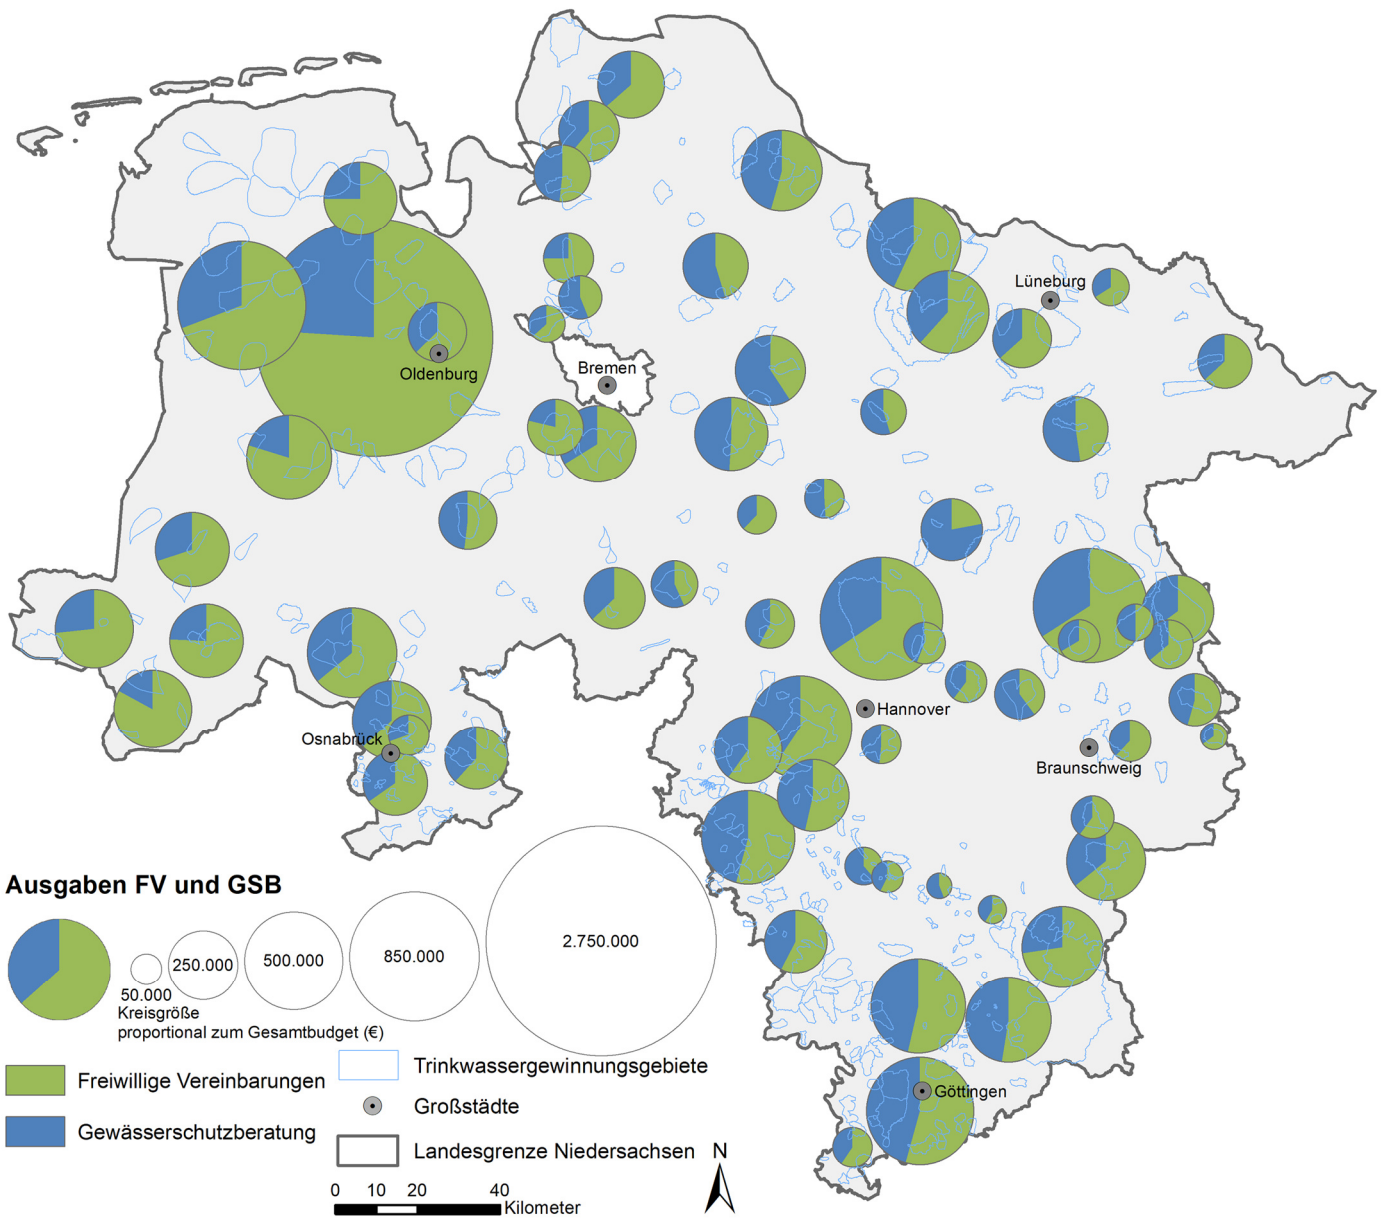 Lüneburg
Oldenburg
Bremen
Hannover
Osnabrück
Braunschweig
Göttingen
Ausgaben FV und GSB
50.000
250.000
500.000
850.000
2.750.000
Kreisgröße
proportional zum Gesamtbudget (€)
Freiwillige Vereinbarungen
Gewässerschutzberatung
Trinkwassergewinnungsgebiete
Großstädte
Landesgrenze Niedersachsen
N
0 10 20 40
Kilometer